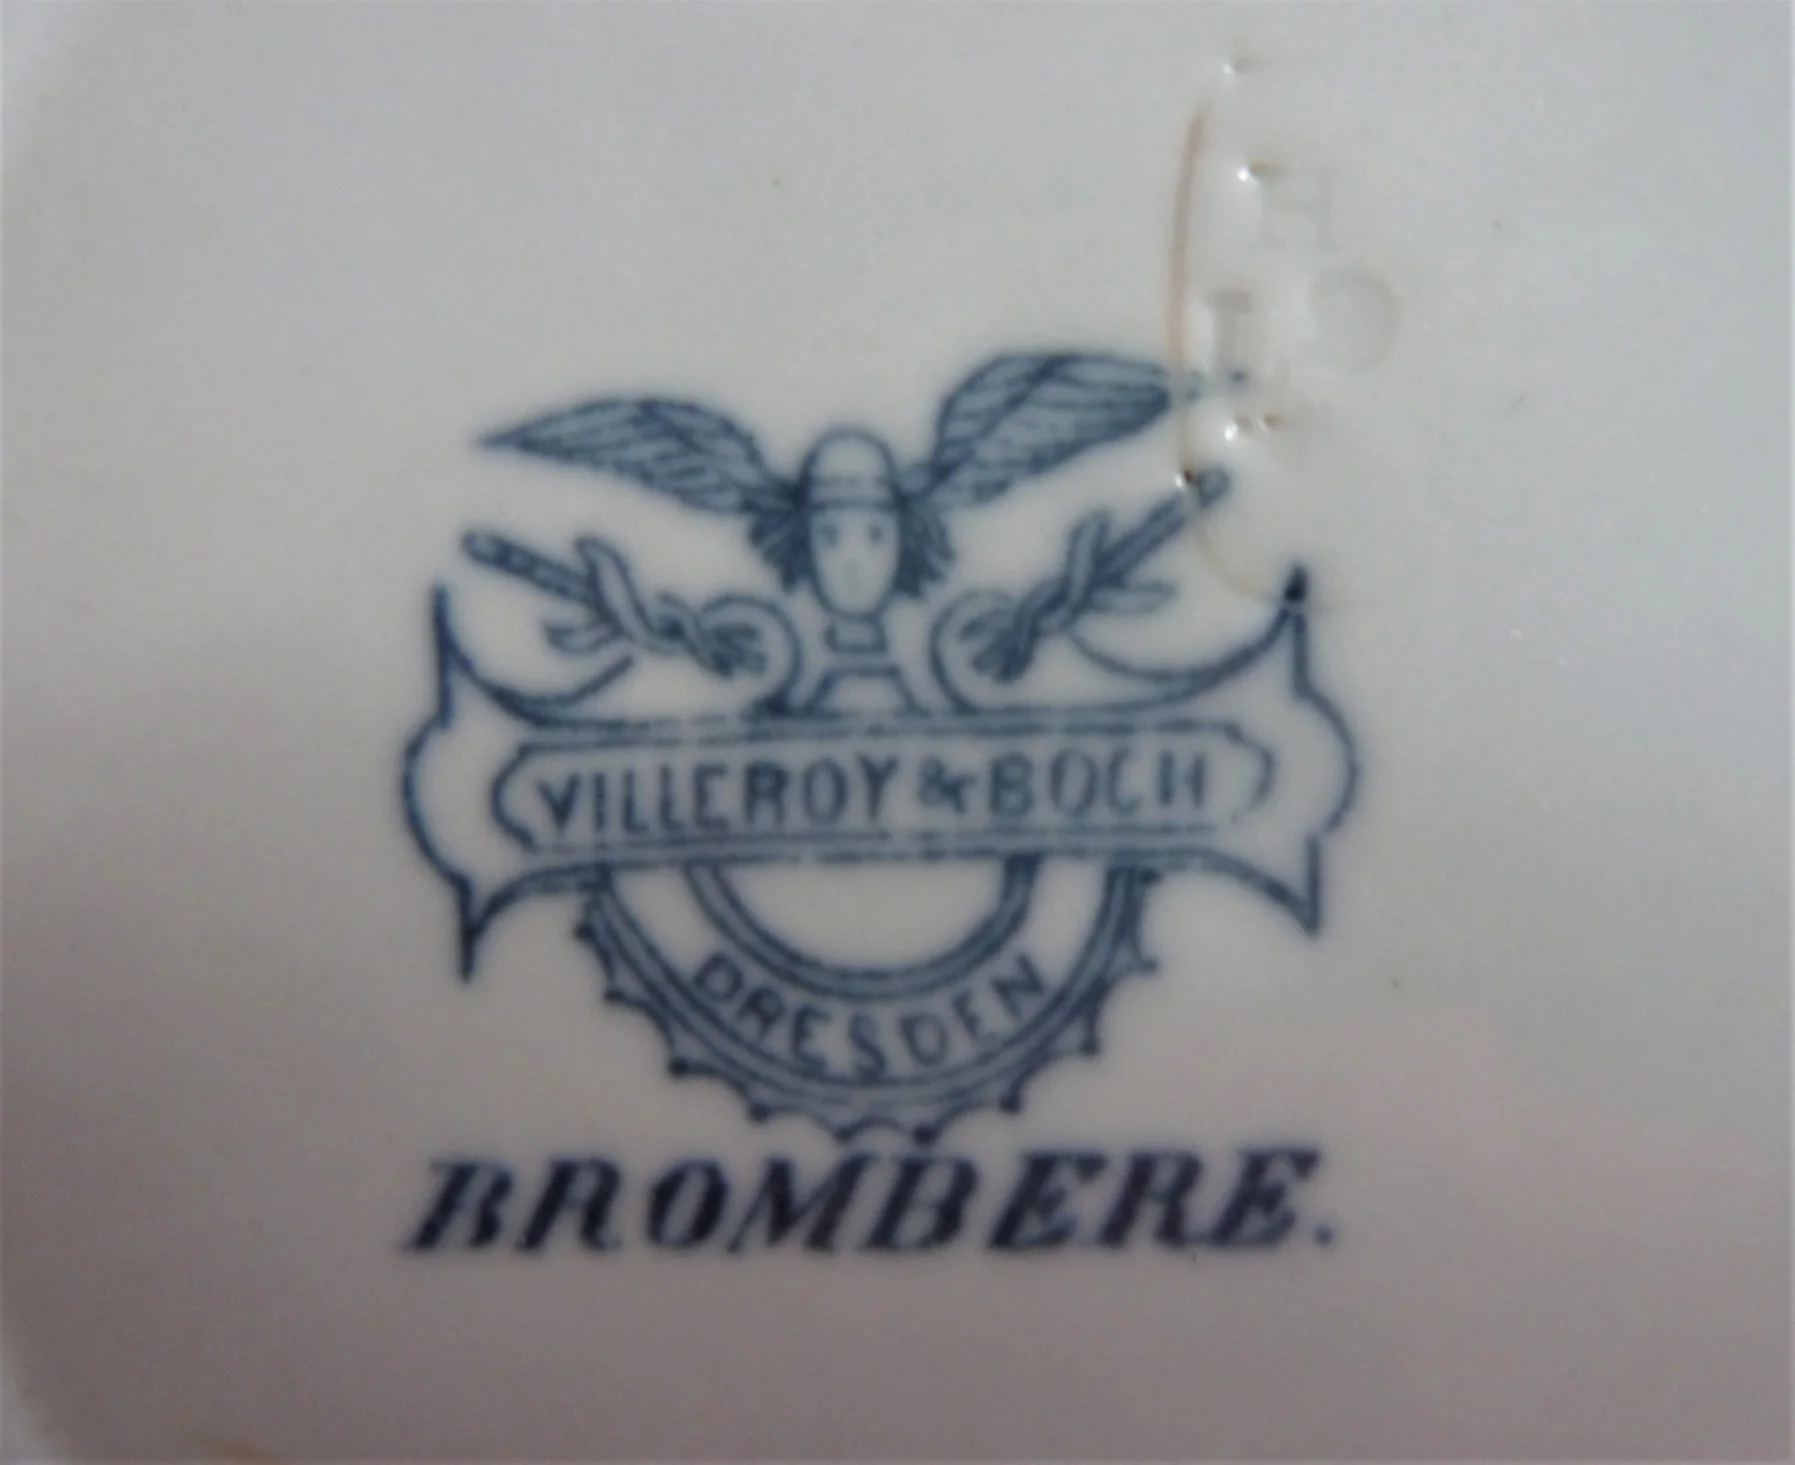 H
VILLEROY & BOCH
DRESDEN
BROMBERE.